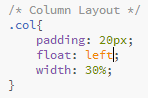 /* Column Layout */
.col{
    padding: 20px;
    float: left;
    width: 30%;
}